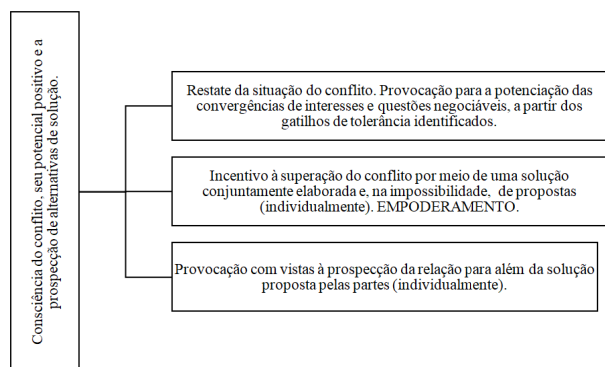 Consciência do conflito, seu potencial positivo e a
prospecção de alternativas de solução.
Restate da situação do conflito. Provocação para a potenciação das
convergências de interesses e questões negociáveis, a partir dos
gatilhos de tolerância identificados.
Incentivo à superação do conflito por meio de uma solução
conjuntamente elaborada e, na impossibilidade, de propostas
(individualmente). EMPODERAMENTO.
Provocação com vistas à prospecção da relação para além da solução
proposta pelas partes (individualmente).